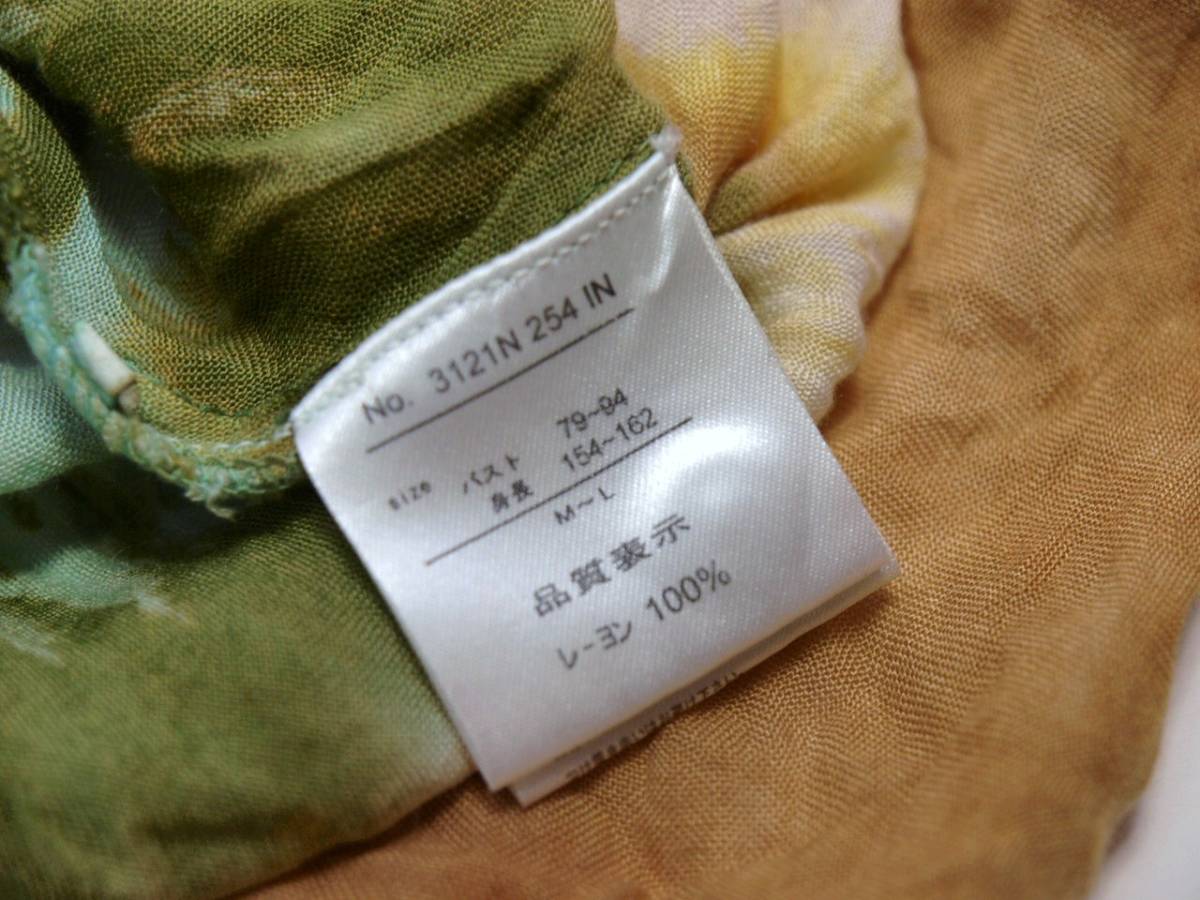 No. 3121N 254 IN
size バスト 79~94
身長 154~162
M~L
品質表示
レーヨン 100%